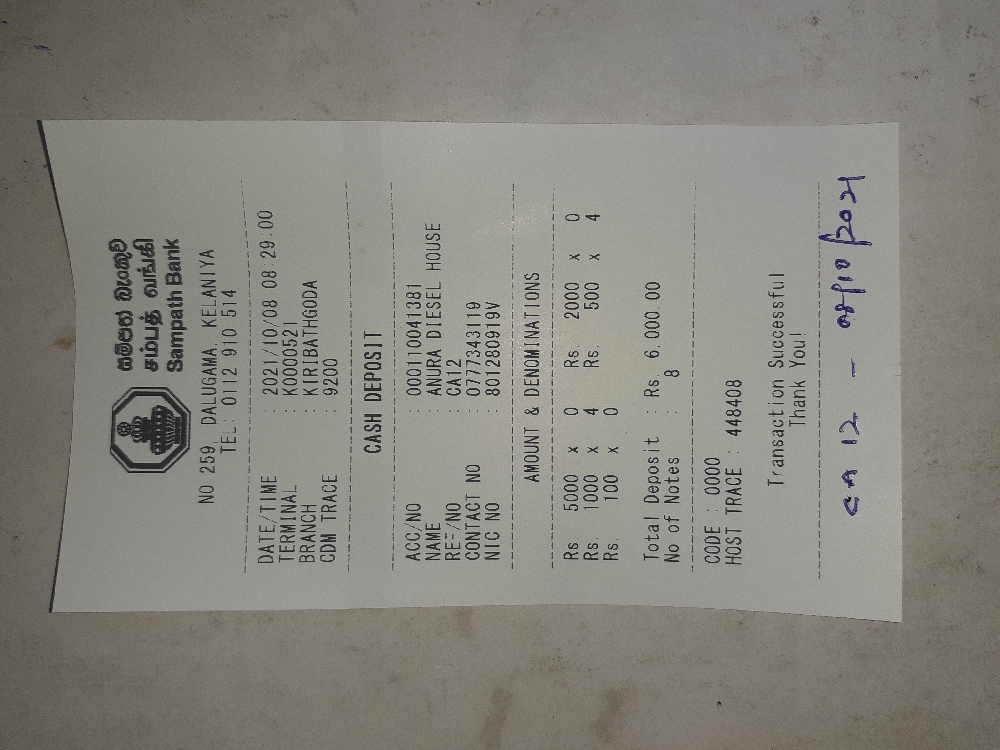 සම්පත් බැංකුව
சம்பத் வங்கி
Sampath Bank
NO 259, DALUGAMA, KELANIYA
TEL: 0112 910 514
DATE/TIME : 2021/10/08 08 29.00
TERMINAL : K0000521
BRANCH : KIRIBATHGODA
CDM TRACE : 9200
CASH DEPOSIT
ACC/NO : 000110041381
NAME : ANURA DIESEL HOUSE
REF/NO : CA12
CONTACT NO : 0777343119
NIC NO : 801280919V
AMOUNT & DENOMINATIONS
Rs. 5000 x 0 Rs. 2000 x 0
Rs. 1000 x 4 Rs. 500 x 4
Rs. 100 x 0
Total Deposit : Rs. 6,000.00
No of Notes : 8
CODE : 0000
HOST TRACE : 448408
Transaction Successful
Thank You!
CA 12 - 08/10/2021